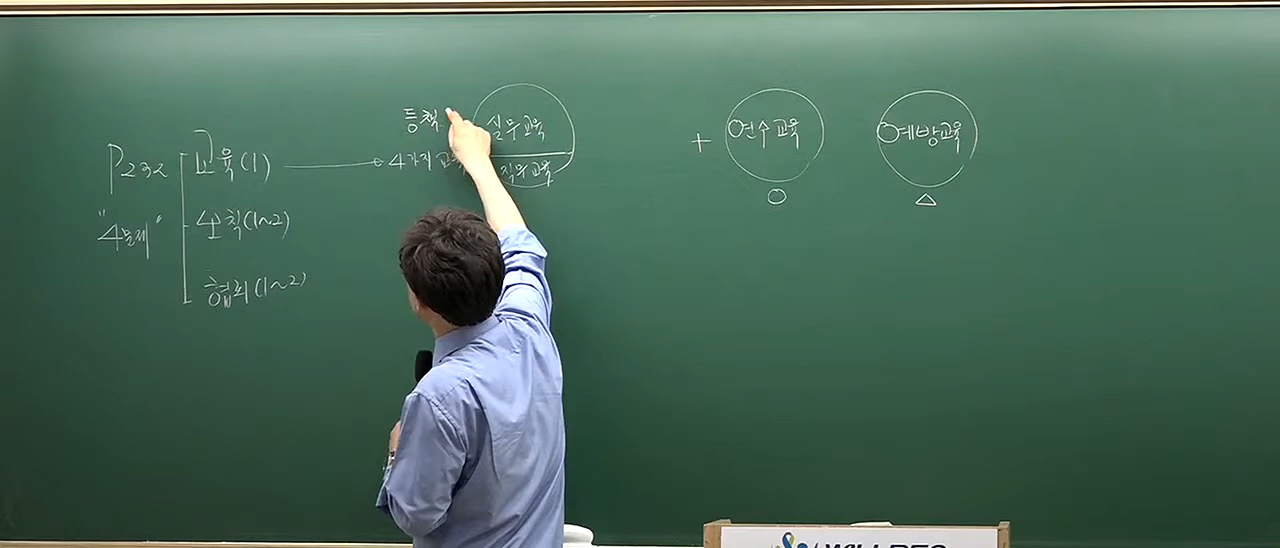 P232
"4문제"
교육(1)
소칙(1~2)
협회(1~2)
등책
4가지 교육
실무교육
직무교육
+
연수교육
○
예방교육
△